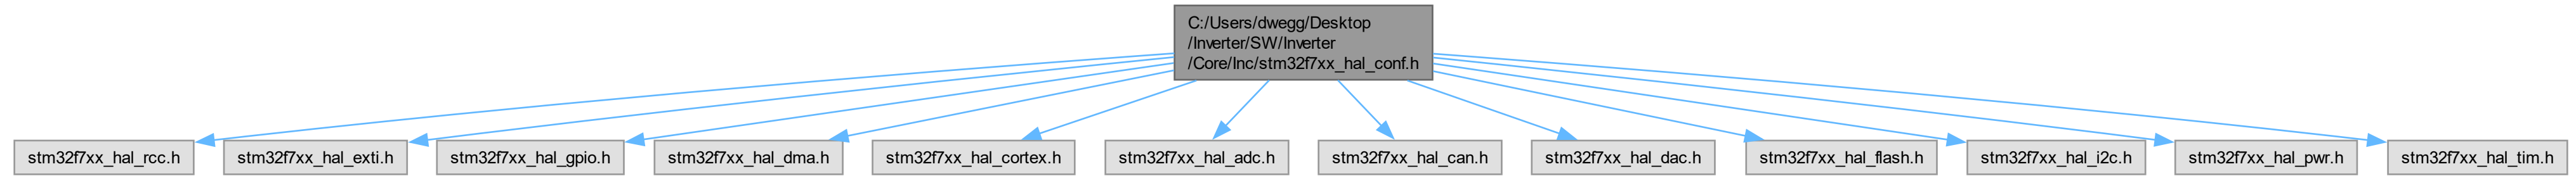 C:/Users/dwegg/Desktop
/Inverter/SW/Inverter
/Core/Inc/stm32f7xx_hal_conf.h
stm32f7xx_hal_rcc.h
stm32f7xx_hal_exti.h
stm32f7xx_hal_gpio.h
stm32f7xx_hal_dma.h
stm32f7xx_hal_cortex.h
stm32f7xx_hal_adc.h
stm32f7xx_hal_can.h
stm32f7xx_hal_dac.h
stm32f7xx_hal_flash.h
stm32f7xx_hal_i2c.h
stm32f7xx_hal_pwr.h
stm32f7xx_hal_tim.h